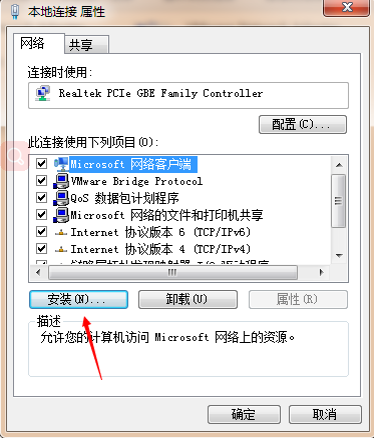 本地连接 属性
网络
共享
连接时使用:
Realtek PCIe GBE Family Controller
配置(C)...
此连接使用下列项目(O):
Microsoft 网络客户端
VMware Bridge Protocol
QoS 数据包计划程序
Microsoft 网络的文件和打印机共享
Internet 协议版本 6 (TCP/IPv6)
Internet 协议版本 4 (TCP/IPv4)
安装(N)...
卸载(U)
属性(R)
描述
允许您的计算机访问 Microsoft 网络上的资源。
确定
取消